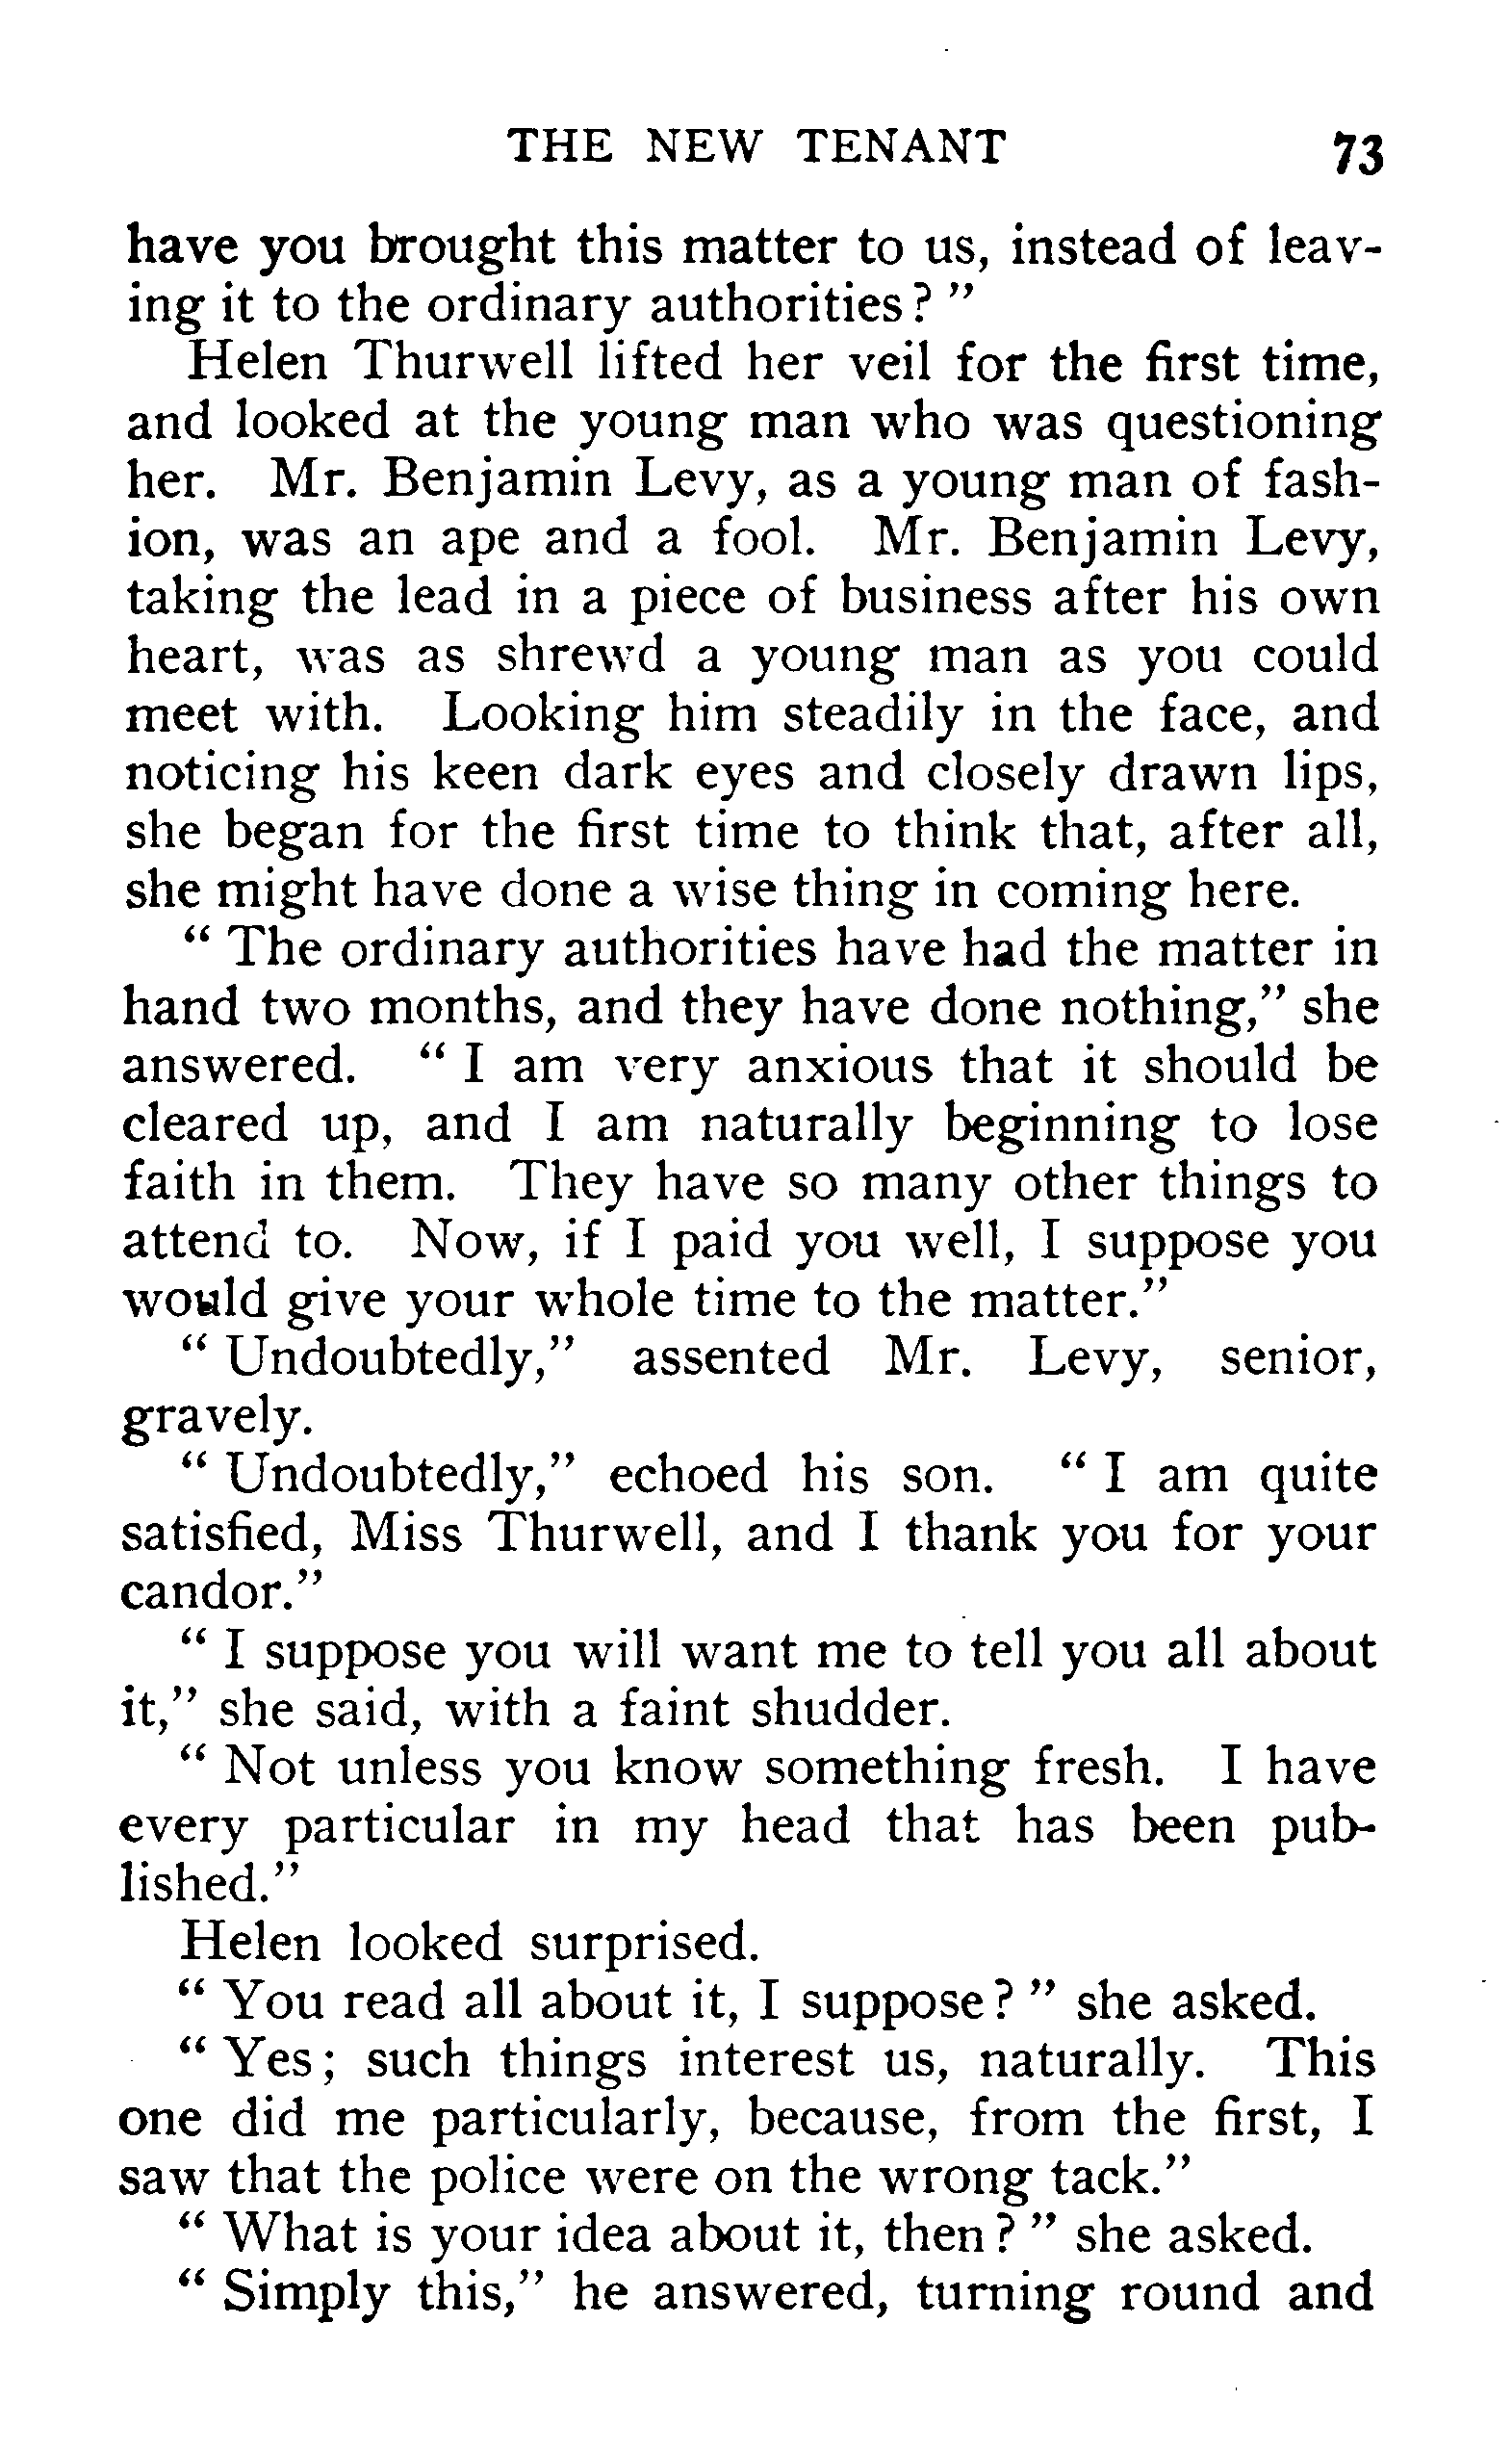 THE NEW TENANT 73
have you brought this matter to us, instead of leav-
ing it to the ordinary authorities? "
Helen Thurwell lifted her veil for the first time,
and looked at the young man who was questioning
her. Mr. Benjamin Levy, as a young man of fash-
ion, was an ape and a fool. Mr. Benjamin Levy,
taking the lead in a piece of business after his own
heart, was as shrewd a young man as you could
meet with. Looking him steadily in the face, and
noticing his keen dark eyes and closely drawn lips,
she began for the first time to think that, after all,
she might have done a wise thing in coming here.
" The ordinary authorities have had the matter in
hand two months, and they have done nothing," she
answered. " I am very anxious that it should be
cleared up, and I am naturally beginning to lose
faith in them. They have so many other things to
attend to. Now, if I paid you well, I suppose you
would give your whole time to the matter."
" Undoubtedly," assented Mr. Levy, senior,
gravely.
" Undoubtedly," echoed his son. " I am quite
satisfied, Miss Thurwell, and I thank you for your
candor."
" I suppose you will want me to tell you all about
it," she said, with a faint shudder.
" Not unless you know something fresh. I have
every particular in my head that has been pub-
lished."
Helen looked surprised.
" You read all about it, I suppose? " she asked.
" Yes; such things interest us, naturally. This
one did me particularly, because, from the first, I
saw that the police were on the wrong tack."
" What is your idea about it, then? " she asked.
" Simply this," he answered, turning round and